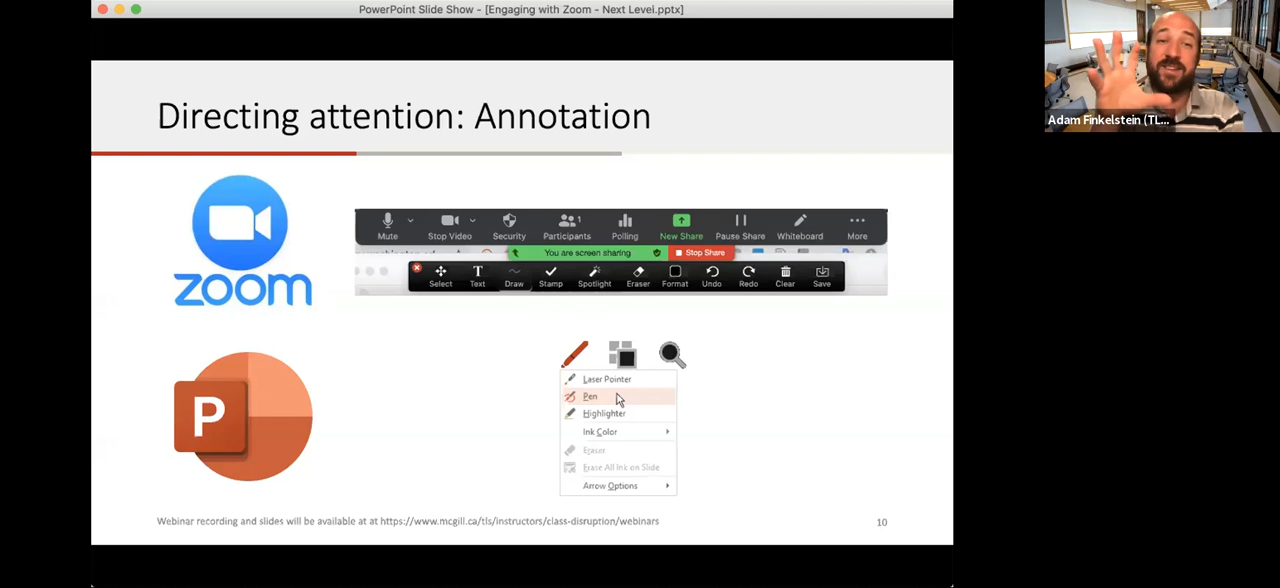 PowerPoint Slide Show - [Engaging with Zoom - Next Level.pptx]
Adam Finkelstein (TL...
Directing attention: Annotation
zoom
Mute Stop Video Security Participants 1 Polling New Share Pause Share Whiteboard More
You are screen sharing Stop Share
Select Text Draw Stamp Spotlight Eraser Format Undo Redo Clear Save
P
Laser Pointer
Pen
Highlighter
Ink Color
Eraser
Erase All Ink on Slide
Arrow Options
Webinar recording and slides will be available at at https://www.mcgill.ca/tls/instructors/class-disruption/webinars
10